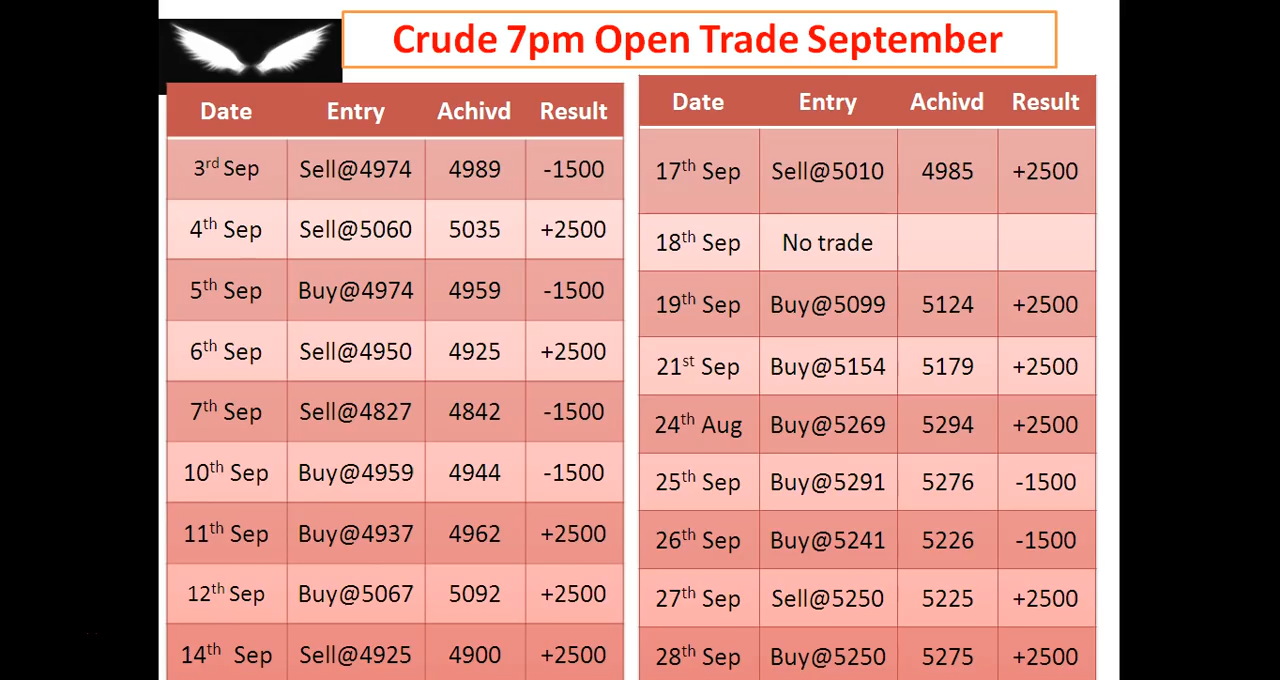 Crude 7pm Open Trade September
Date Entry Achivd Result
3rd Sep Sell@4974 4989 -1500
4th Sep Sell@5060 5035 +2500
5th Sep Buy@4974 4959 -1500
6th Sep Sell@4950 4925 +2500
7th Sep Sell@4827 4842 -1500
10th Sep Buy@4959 4944 -1500
11th Sep Buy@4937 4962 +2500
12th Sep Buy@5067 5092 +2500
14th Sep Sell@4925 4900 +2500
Date Entry Achivd Result
17th Sep Sell@5010 4985 +2500
18th Sep No trade
19th Sep Buy@5099 5124 +2500
21st Sep Buy@5154 5179 +2500
24th Aug Buy@5269 5294 +2500
25th Sep Buy@5291 5276 -1500
26th Sep Buy@5241 5226 -1500
27th Sep Sell@5250 5225 +2500
28th Sep Buy@5250 5275 +2500